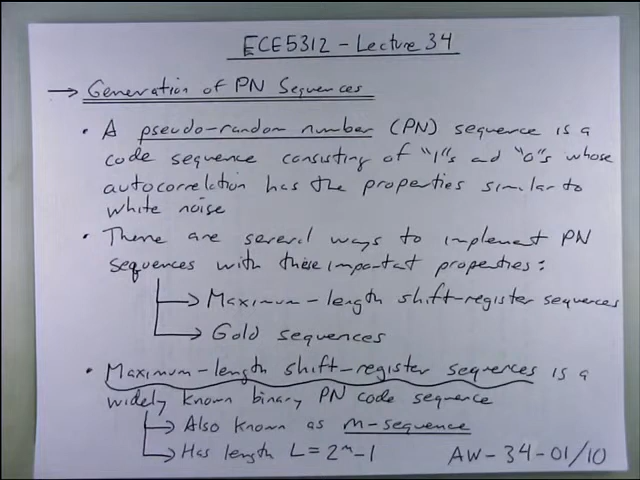 ECE5312 - Lecture 34
→ Generation of PN Sequences
• A pseudo-random number (PN) sequence is a
code sequence consisting of "1"s and "0"s whose
autocorrelation has the properties similar to
white noise
• There are several ways to implement PN
sequences with these important properties:
→ Maximum-length shift-register sequences
→ Gold sequences
• Maximum-length shift-register sequences is a
widely known binary PN code sequence
→ Also known as m-sequence
→ Has length L = 2ᵐ-1
AW-34-01/10